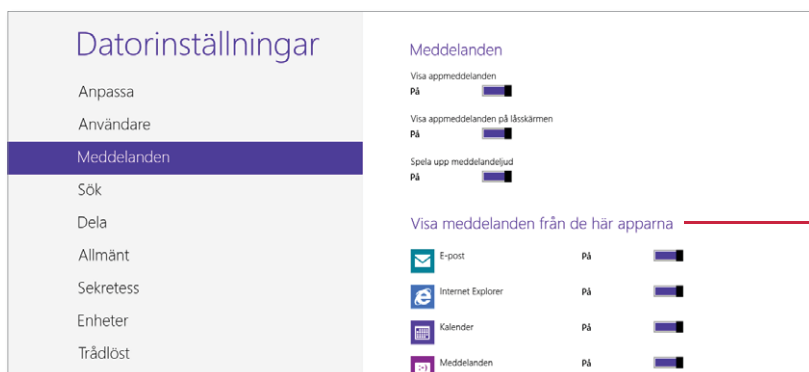 Datorinställningar
Anpassa
Användare
Meddelanden
Sök
Dela
Allmänt
Sekretess
Enheter
Trådlöst
Meddelanden
Visa appmeddelanden
På
Visa appmeddelanden på låsskärmen
På
Spela upp meddelandeljud
På
Visa meddelanden från de här apparna
E-post På
Internet Explorer På
Kalender På
Meddelanden På